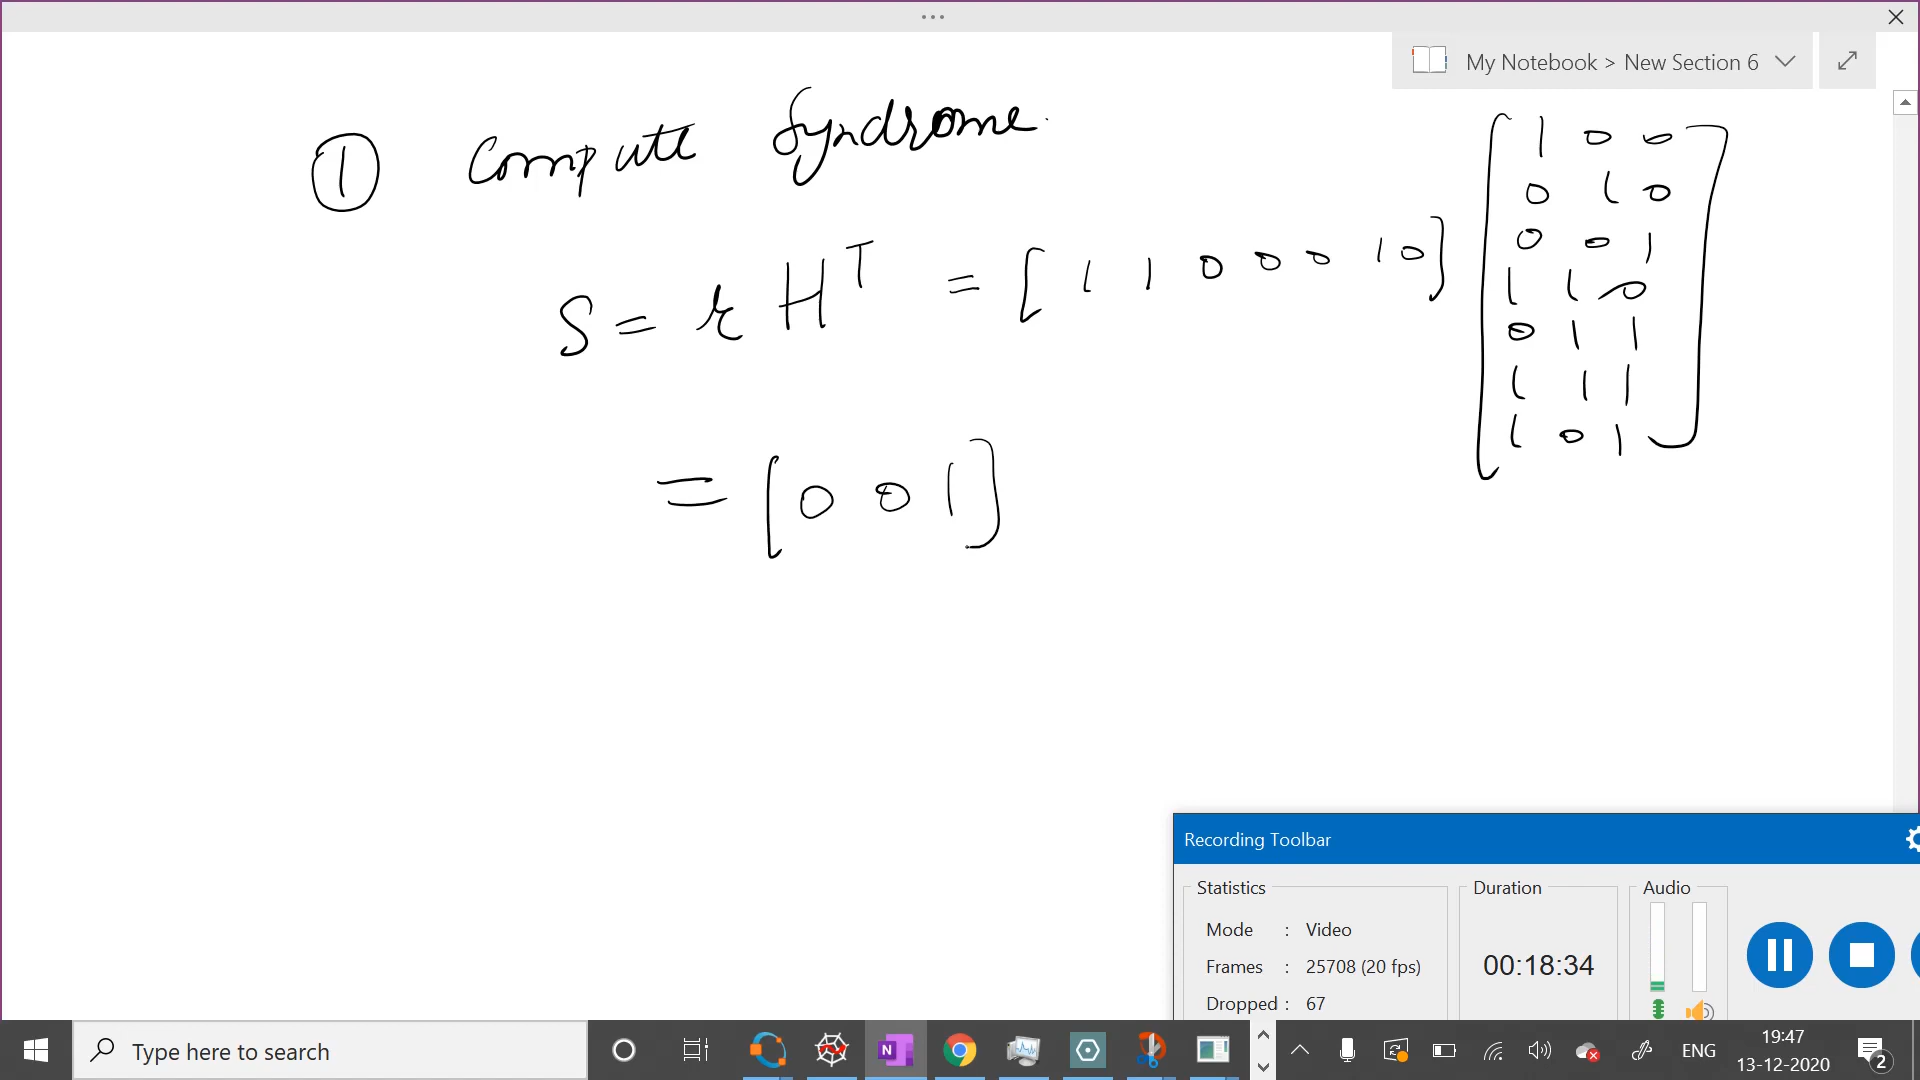 My Notebook > New Section 6
① Compute Syndrome.
S = r H^T = [1 1 0 0 0 1 0] [1 0 0
0 1 0
0 0 1
1 1 0
0 1 1
1 1 1
1 0 1]
= [0 0 1]
Recording Toolbar
Statistics
Mode : Video
Frames : 25708 (20 fps)
Dropped : 67
Duration
00:18:34
Audio
Type here to search
N
ENG
19:47
13-12-2020
2